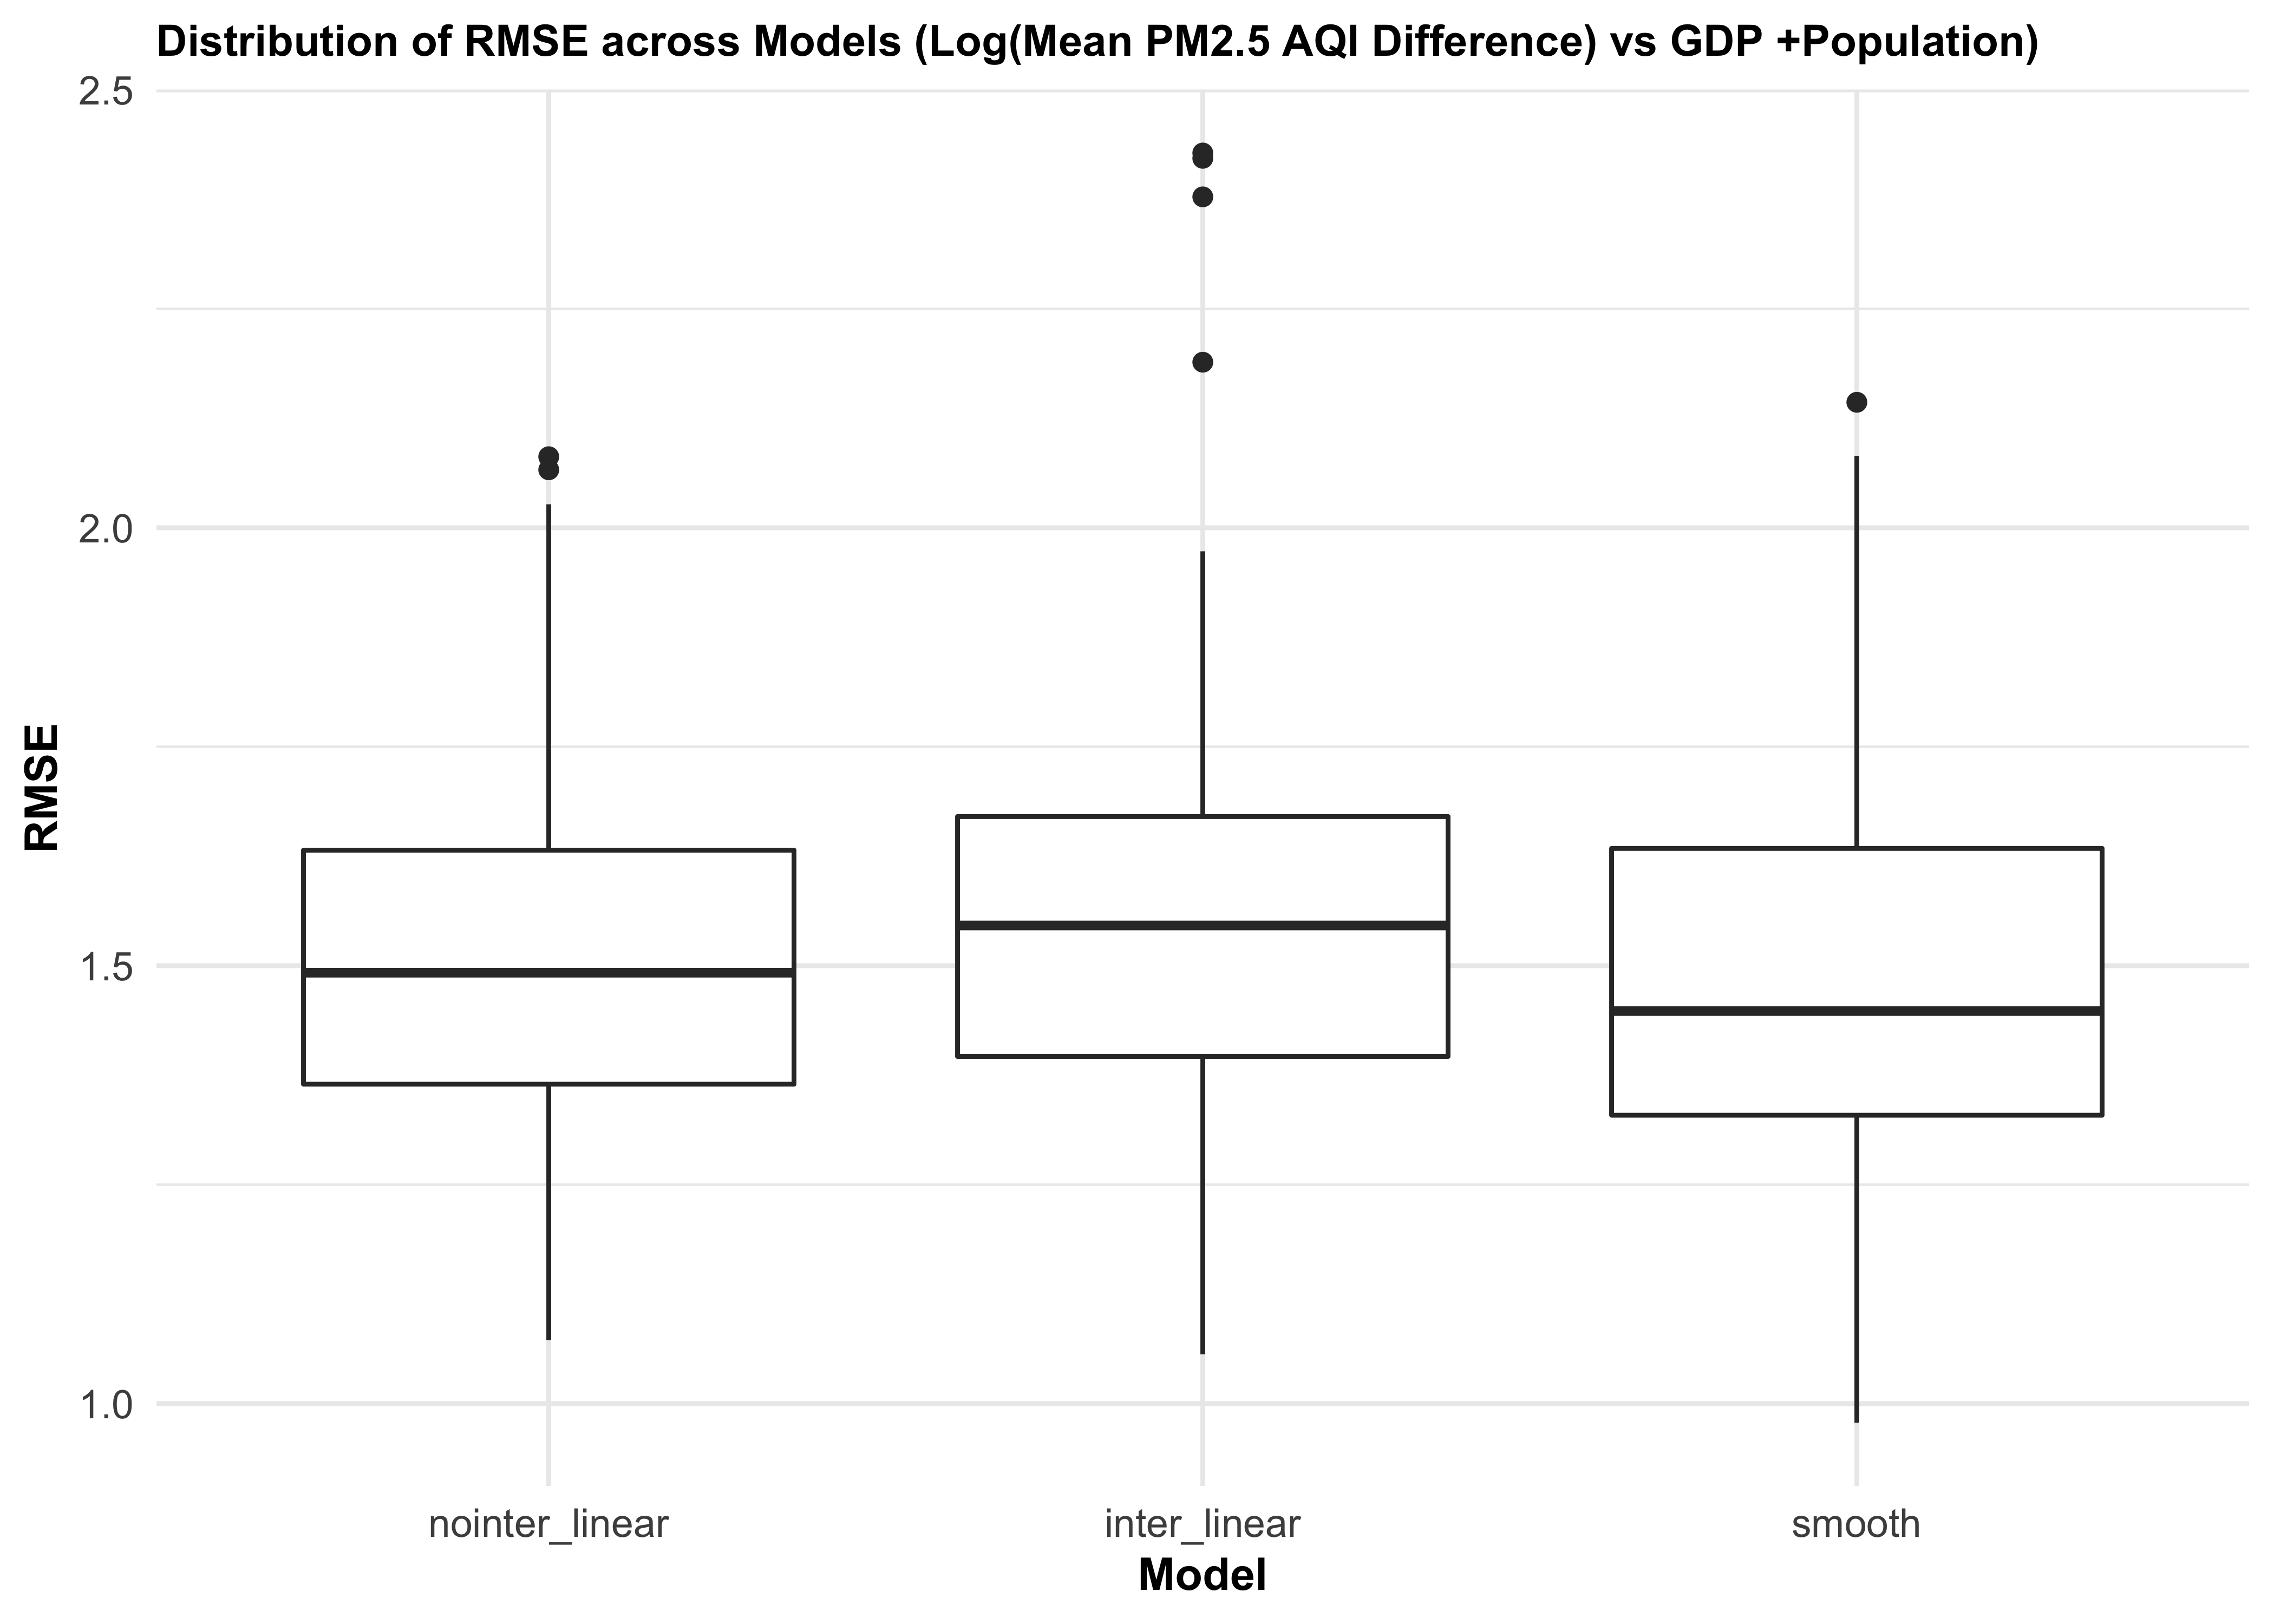 Distribution of RMSE across Models (Log(Mean PM2.5 AQI Difference) vs GDP +Population)
2.5
2.0
1.5
1.0
RMSE
nointer_linear
inter_linear
smooth
Model